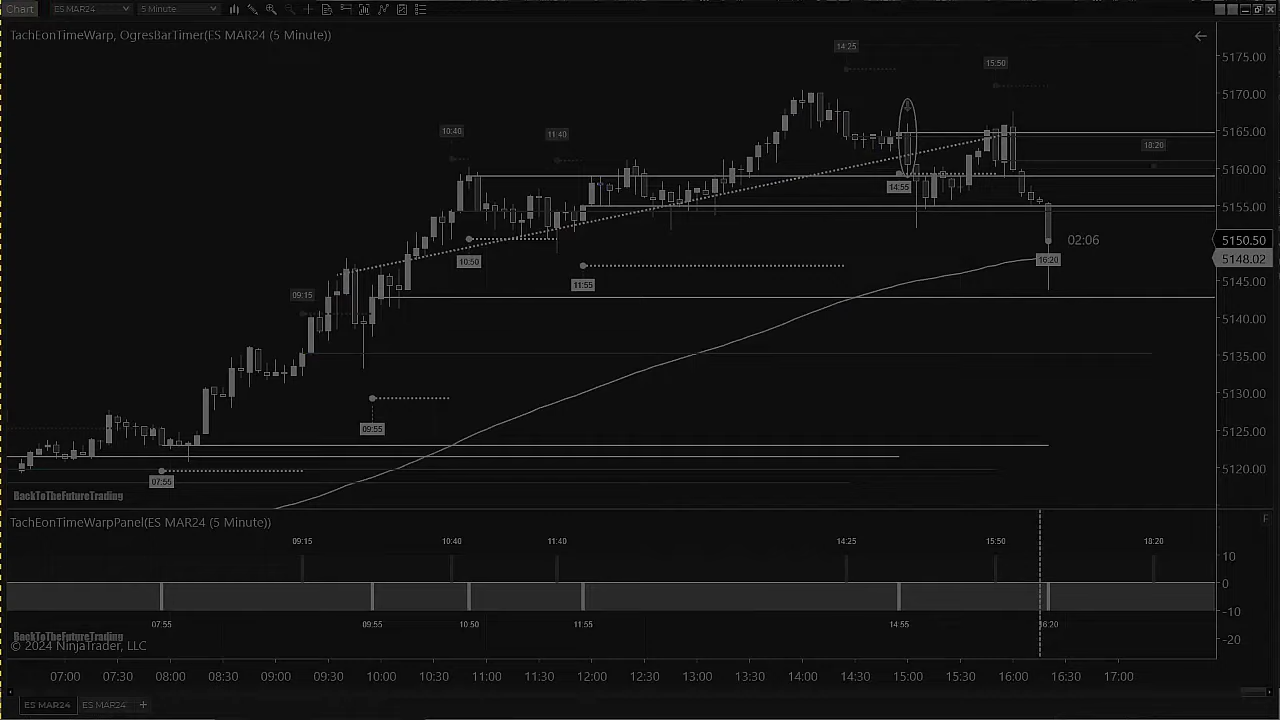 Chart ES MAR24 5 Minute
TachEonTimeWarp, OgresBarTimer(ES MAR24 (5 Minute))
5175.00
14:25
15:50
5170.00
10:40
11:40
5165.00
18:20
5160.00
14:55
5155.00
02:06
5150.50
10:50
16:20
5148.02
11:55
5145.00
09:15
5140.00
5135.00
5130.00
09:55
5125.00
5120.00
07:55
BackToTheFutureTrading
TachEonTimeWarpPanel(ES MAR24 (5 Minute))
F
09:15 10:40 11:40 14:25 15:50 18:20
10
0
-10
07:55 09:55 10:50 11:55 14:55 16:20
BackToTheFutureTrading
-20
© 2024 NinjaTrader, LLC
07:00 07:30 08:00 08:30 09:00 09:30 10:00 10:30 11:00 11:30 12:00 12:30 13:00 13:30 14:00 14:30 15:00 15:30 16:00 16:30 17:00
ES MAR24 ES MAR24 +